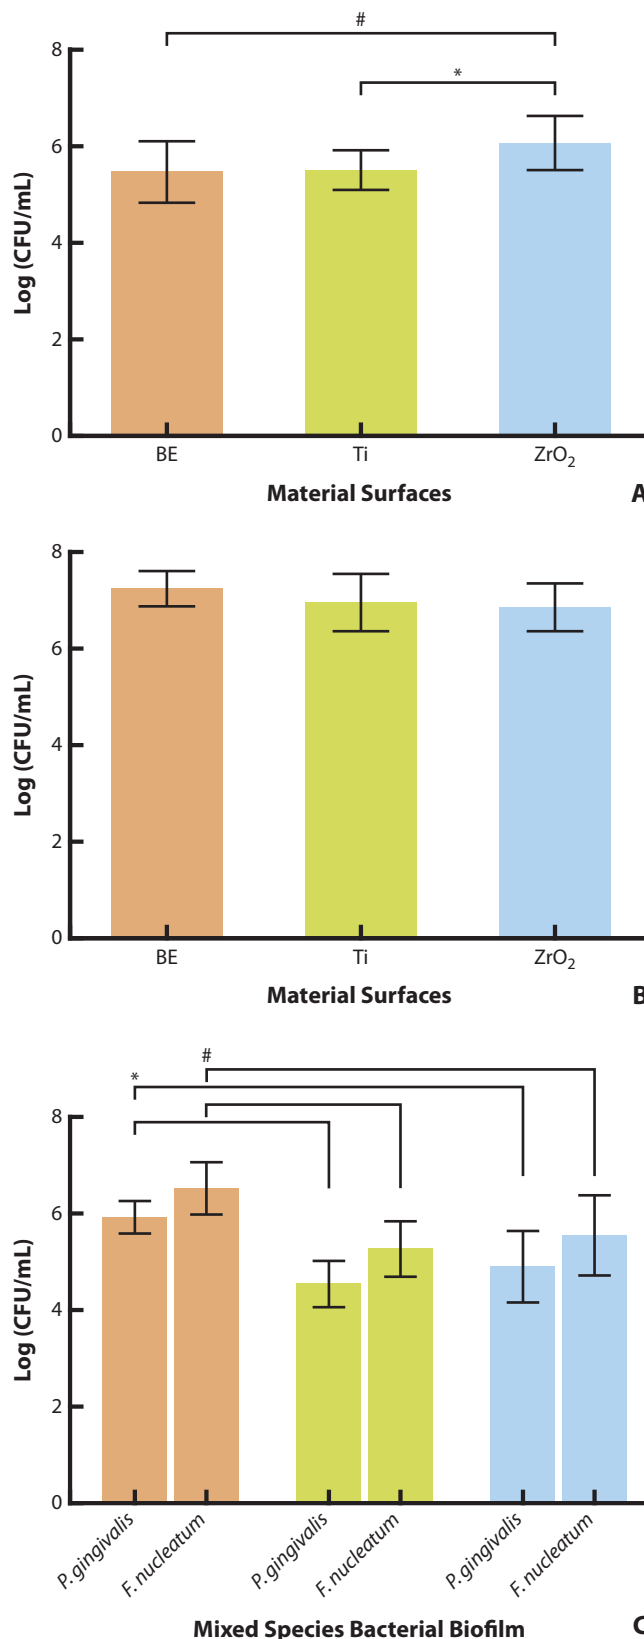 #
*
8
6
4
2
0
Log (CFU/mL)
BE Ti ZrO2
Material Surfaces A
8
6
4
2
0
Log (CFU/mL)
BE Ti ZrO2
Material Surfaces B
#
*
8
6
4
2
0
Log (CFU/mL)
P. gingivalis F. nucleatum P. gingivalis F. nucleatum P. gingivalis F. nucleatum
Mixed Species Bacterial Biofilm